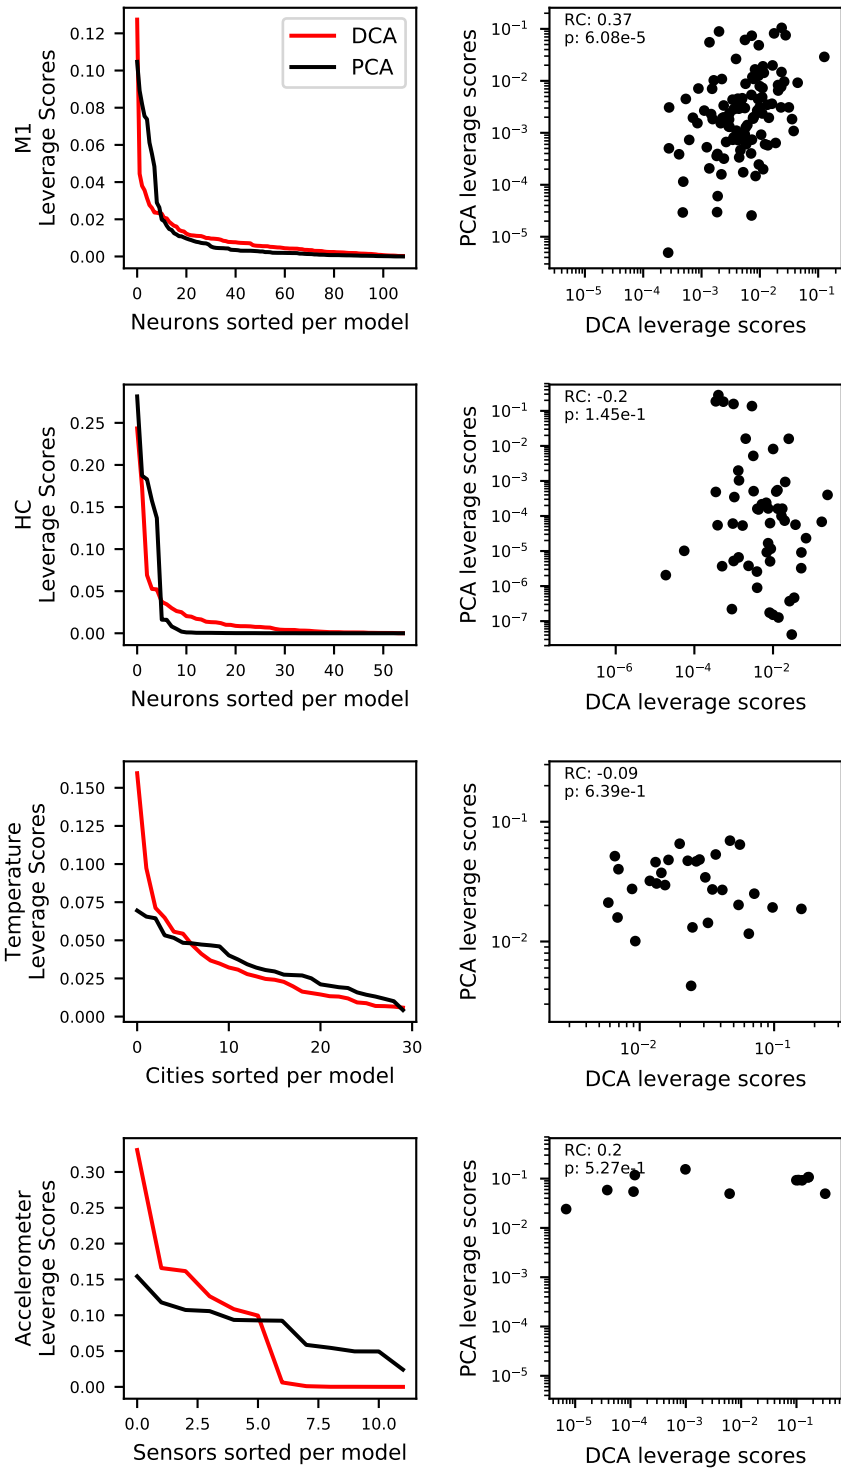 M1
Leverage Scores
0.12
0.10
0.08
0.06
0.04
0.02
0.00
DCA
PCA
0 20 40 60 80 100
Neurons sorted per model
PCA leverage scores
10⁻¹
10⁻²
10⁻³
10⁻⁴
10⁻⁵
RC: 0.37
p: 6.08e-5
10⁻⁵ 10⁻⁴ 10⁻³ 10⁻² 10⁻¹
DCA leverage scores
HC
Leverage Scores
0.25
0.20
0.15
0.10
0.05
0.00
0 10 20 30 40 50
Neurons sorted per model
PCA leverage scores
10⁻¹
10⁻²
10⁻³
10⁻⁴
10⁻⁵
10⁻⁶
10⁻⁷
RC: -0.2
p: 1.45e-1
10⁻⁶ 10⁻⁴ 10⁻²
DCA leverage scores
Temperature
Leverage Scores
0.150
0.125
0.100
0.075
0.050
0.025
0.000
0 10 20 30
Cities sorted per model
PCA leverage scores
10⁻¹
10⁻²
RC: -0.09
p: 6.39e-1
10⁻² 10⁻¹
DCA leverage scores
Accelerometer
Leverage Scores
0.30
0.25
0.20
0.15
0.10
0.05
0.00
0.0 2.5 5.0 7.5 10.0
Sensors sorted per model
PCA leverage scores
10⁻¹
10⁻²
10⁻³
10⁻⁴
10⁻⁵
RC: 0.2
p: 5.27e-1
10⁻⁵ 10⁻⁴ 10⁻³ 10⁻² 10⁻¹
DCA leverage scores